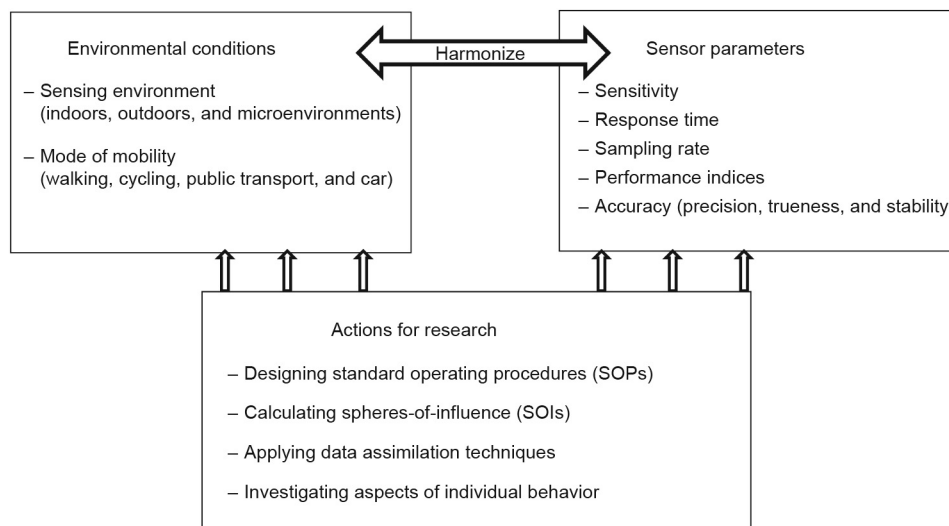 Environmental conditions
– Sensing environment
(indoors, outdoors, and microenvironments)
– Mode of mobility
(walking, cycling, public transport, and car)
Harmonize
Sensor parameters
– Sensitivity
– Response time
– Sampling rate
– Performance indices
– Accuracy (precision, trueness, and stability
Actions for research
– Designing standard operating procedures (SOPs)
– Calculating spheres-of-influence (SOIs)
– Applying data assimilation techniques
– Investigating aspects of individual behavior